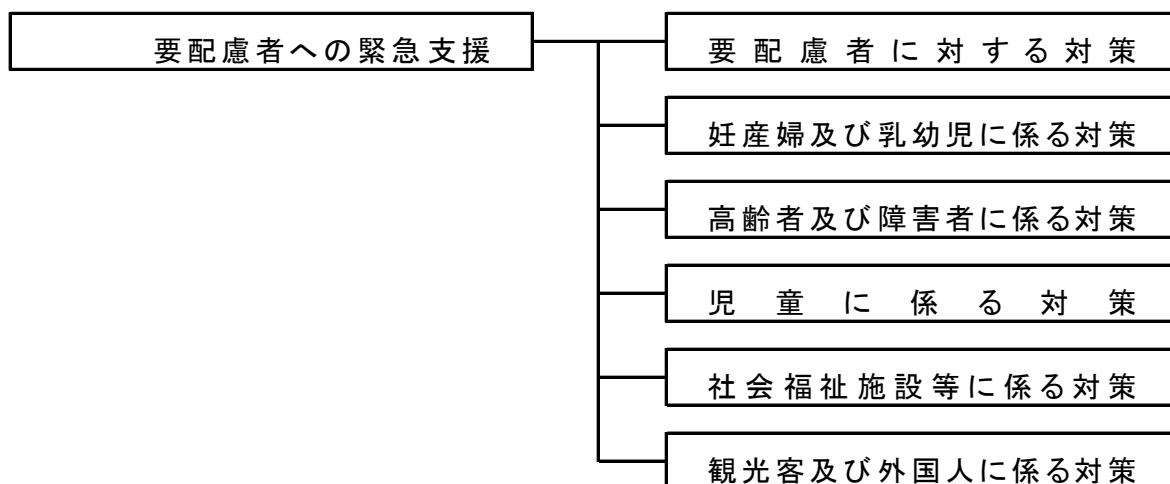 要配慮者への緊急支援
要配慮者に対する対策
妊産婦及び乳幼児に係る対策
高齢者及び障害者に係る対策
児童に係る対策
社会福祉施設等に係る対策
観光客及び外国人に係る対策